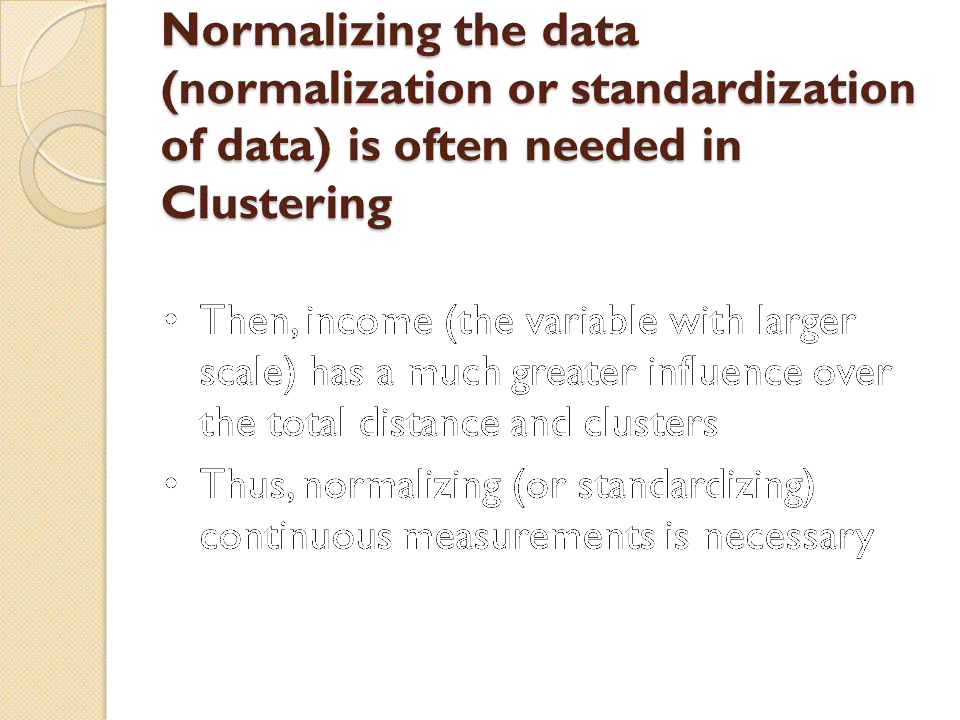 Normalizing the data
(normalization or standardization
of data) is often needed in
Clustering
• Then, income (the variable with larger
scale) has a much greater influence over
the total distance and clusters
• Thus, normalizing (or standardizing)
continuous measurements is necessary